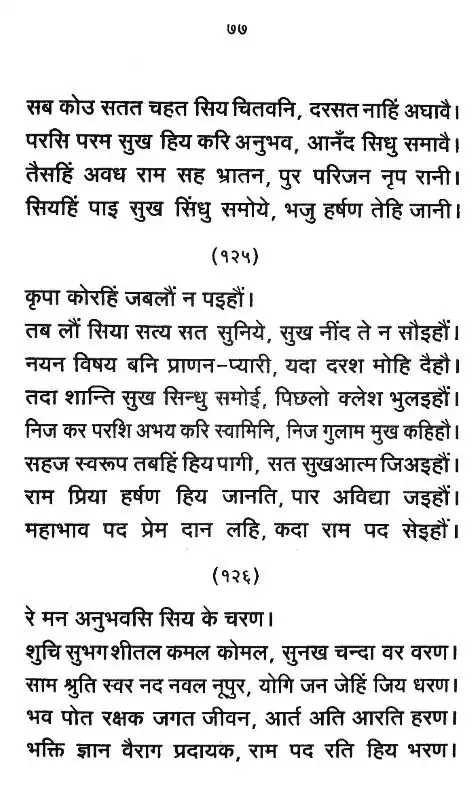 ७७
सब कोउ सतत चहत सिय चितवनि, दरसत नाहिं अघावै।
परसि परम सुख हिय करि अनुभव, आनँद सिधु समावै।
तैसहिं अवध राम सह भ्रातन, पुर परिजन नृप रानी।
सियहिं पाइ सुख सिंधु समोये, भजु हर्षण तेहि जानी।
(१२५)
कृपा कोरहिं जबलौं न पइहौं।
तब लौं सिया सत्य सत सुनिये, सुख नींद ते न सौइहौं।
नयन विषय बनि प्राणन-प्यारी, यदा दरश मोहि दैहौ।
तदा शान्ति सुख सिन्धु समोई, पिछलो क्लेश भुलइहौं।
निज कर परशि अभय करि स्वामिनि, निज गुलाम मुख कहिहौ।
सहज स्वरूप तबहिं हिय पागी, सत सुखआत्म जिअइहौं।
राम प्रिया हर्षण हिय जानति, पार अविद्या जइहौं।
महाभाव पद प्रेम दान लहि, कदा राम पद सेइहौं।
(१२६)
रे मन अनुभवसि सिय के चरण।
शुचि सुभग शीतल कमल कोमल, सुनख चन्दा वर वरण।
साम श्रुति स्वर नद नवल नूपुर, योगि जन जेहिं जिय धरण।
भव पोत रक्षक जगत जीवन, आर्त अति आरति हरण।
भक्ति ज्ञान वैराग प्रदायक, राम पद रति हिय भरण।